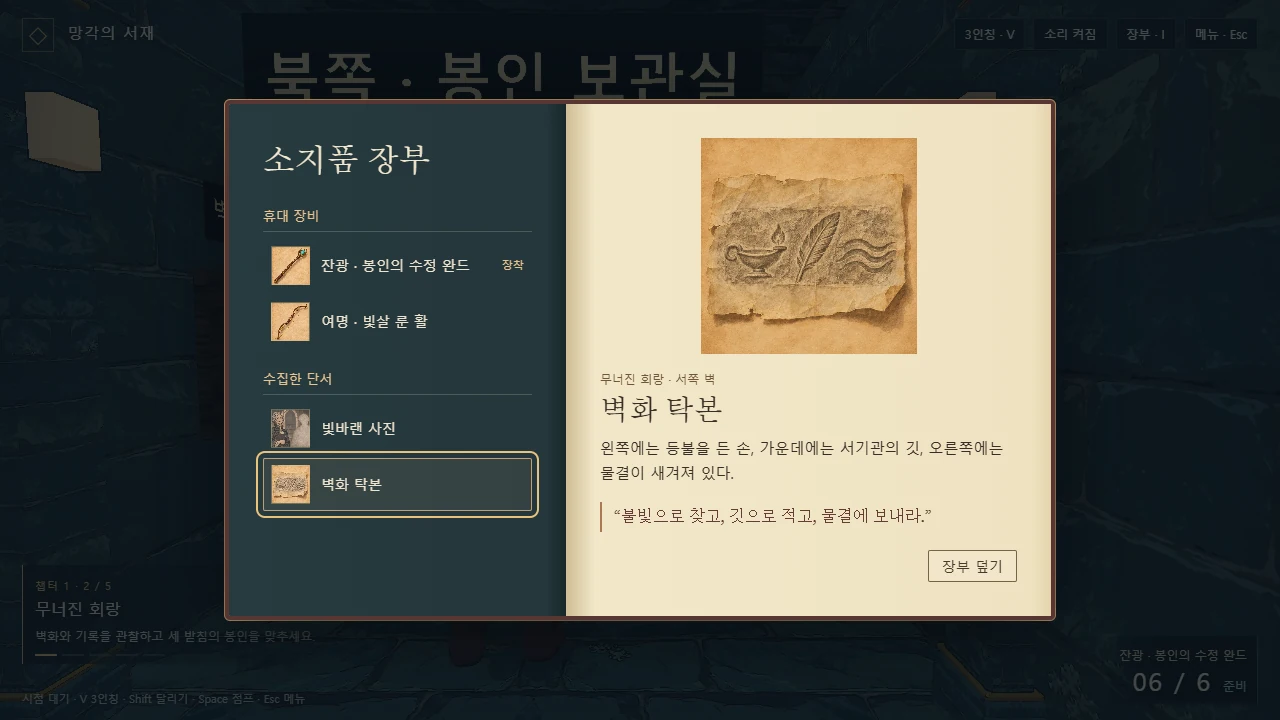 망각의 서재
3인칭 · V
소리 켜짐
장부 · I
메뉴 · Esc
북쪽 · 봉인 보관실
소지품 장부
휴대 장비
잔광 · 봉인의 수정 완드
장착
여명 · 빛살 룬 활
수집한 단서
빛바랜 사진
벽화 탁본
무너진 회랑 · 서쪽 벽
벽화 탁본
왼쪽에는 등불을 든 손, 가운데에는 서기관의 깃, 오른쪽에는
물결이 새겨져 있다.
“불빛으로 찾고, 깃으로 적고, 물결에 보내라.”
장부 덮기
챕터 1 · 2 / 5
무너진 회랑
벽화와 기록을 관찰하고 세 받침의 봉인을 맞추세요.
시점 대기 · V 3인칭 · Shift 달리기 · Space 점프 · Esc 메뉴
잔광 · 봉인의 수정 완드
06 / 6 준비